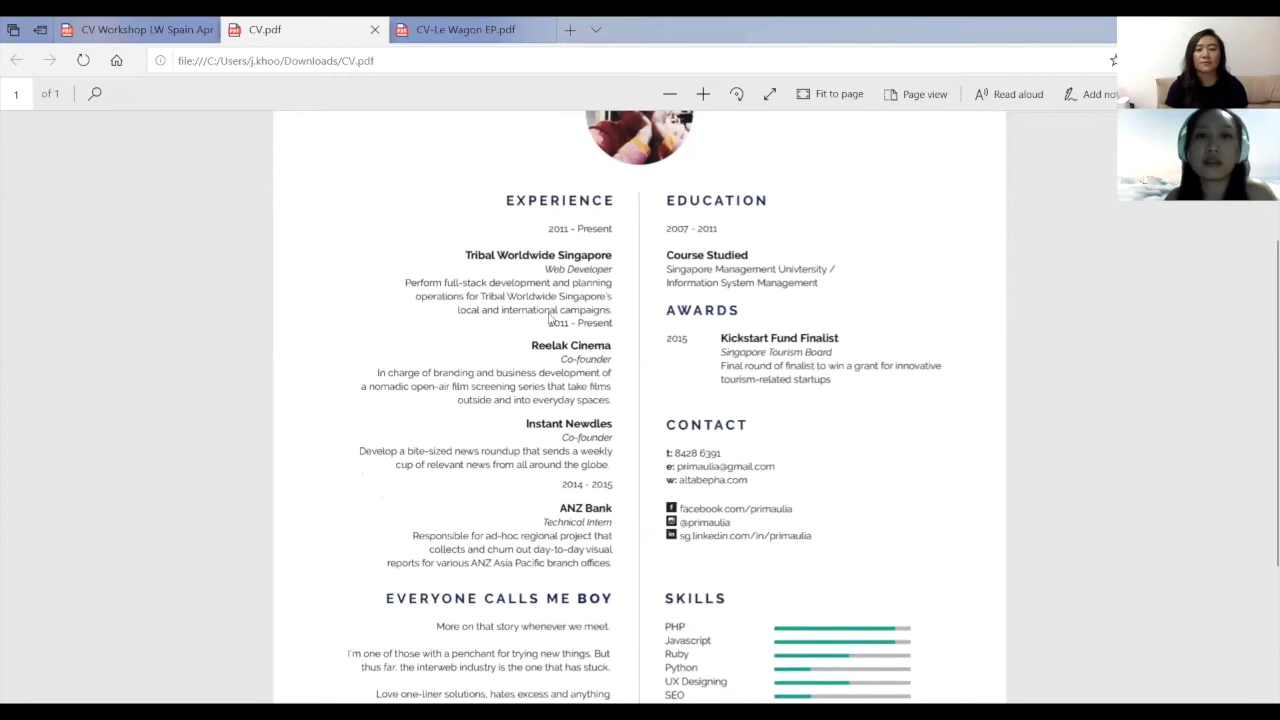 CV Workshop LW Spain Apr
CV.pdf
CV-Le Wagon EP.pdf
file:///C:/Users/j.khoo/Downloads/CV.pdf
1 of 1
Fit to page
Page view
Read aloud
Add no
EXPERIENCE
2011 - Present
Tribal Worldwide Singapore
Web Developer
Perform full-stack development and planning
operations for Tribal Worldwide Singapore's
local and international campaigns.
2011 - Present
Reelak Cinema
Co-founder
In charge of branding and business development of
a nomadic open-air film screening series that take films
outside and into everyday spaces.
Instant Newdles
Co-founder
Develop a bite-sized news roundup that sends a weekly
cup of relevant news from all around the globe.
2014 - 2015
ANZ Bank
Technical Intern
Responsible for ad-hoc regional project that
collects and churn out day-to-day visual
reports for various ANZ Asia Pacific branch offices.
EVERYONE CALLS ME BOY
More on that story whenever we meet.
I'm one of those with a penchant for trying new things. But
thus far, the interweb industry is the one that has stuck.
Love one-liner solutions, hates excess and anything
EDUCATION
2007 - 2011
Course Studied
Singapore Management Univtersity /
Information System Management
AWARDS
2015
Kickstart Fund Finalist
Singapore Tourism Board
Final round of finalist to win a grant for innovative
tourism-related startups
CONTACT
t: 8428 6391
e: primaulia@gmail.com
w: altabepha.com
facebook.com/primaulia
@primaulia
sg.linkedin.com/in/primaulia
SKILLS
PHP
Javascript
Ruby
Python
UX Designing
SEO